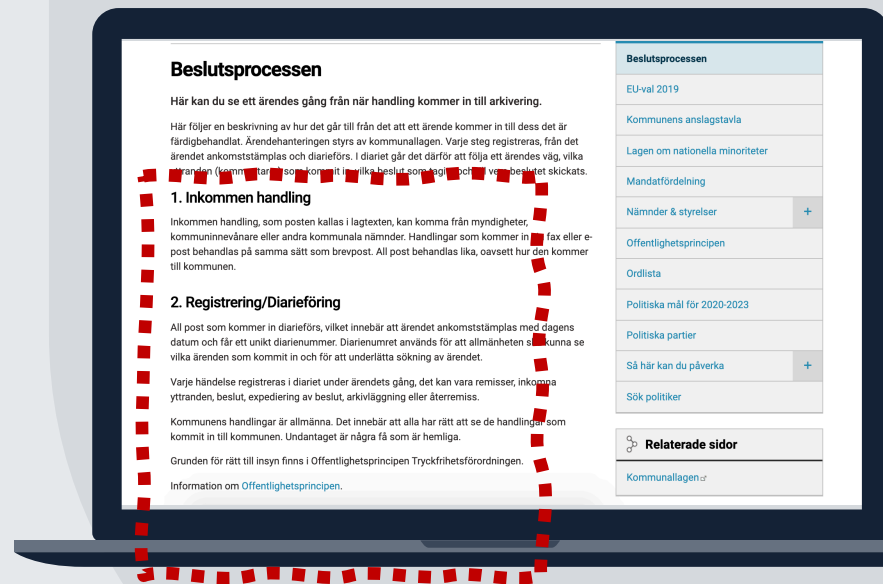 Beslutsprocessen
Här kan du se ett ärendes gång från när handling kommer in till arkivering.
Här följer en beskrivning av hur det går till från det att ett ärende kommer in till dess det är
färdigbehandlat. Ärendehanteringen styrs av kommunallagen. Varje steg registreras, från det
ärendet ankomststämplas och diarieförs. I diariet går det därför att följa ett ärendes väg, vilka
som kommit in, vilka beslut som beslutet skickats.
1. Inkommen handling
Inkommen handling, som posten kallas i lagtexten, kan komma från myndigheter,
kommuninnevånare eller andra kommunala nämnder. Handlingar som kommer in fax eller e-
post behandlas på samma sätt som brevpost. All post behandlas lika, oavsett hur den kommer
till kommunen.
2. Registrering/Diarieföring
All post som kommer in diarieförs, vilket innebär att ärendet ankomststämplas med dagens
datum och får ett unikt diarienummer. Diarienumret används för att allmänheten kunna se
vilka ärenden som kommit in och för att underlätta sökning av ärendet.
Varje händelse registreras i diariet under ärendets gång, det kan vara remisser, inkomna
yttranden, beslut, expediering av beslut, arkivläggning eller återremiss.
Kommunens handlingar är allmänna. Det innebär att alla har rätt att se de handlingar som
kommit in till kommunen. Undantaget är några få som är hemliga.
Grunden för rätt till insyn finns i Offentlighetsprincipen Tryckfrihetsförordningen.
Information om Offentlighetsprincipen.
Beslutsprocessen
EU-val 2019
Kommunens anslagstavla
Lagen om nationella minoriteter
Mandatfördelning
Nämnder & styrelser +
Offentlighetsprincipen
Ordlista
Politiska mål för 2020-2023
Politiska partier
Så här kan du påverka +
Sök politiker
Relaterade sidor
Kommunallagen